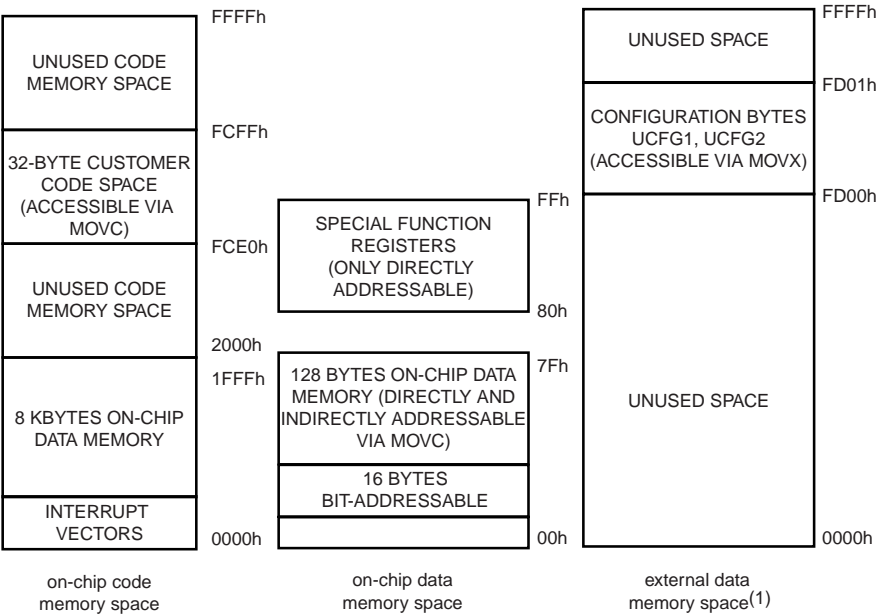 FFFFh
UNUSED CODE
MEMORY SPACE
FCFFh
32-BYTE CUSTOMER
CODE SPACE
(ACCESSIBLE VIA
MOVC)
FCE0h
UNUSED CODE
MEMORY SPACE
2000h
1FFFh
8 KBYTES ON-CHIP
DATA MEMORY
INTERRUPT
VECTORS
0000h
on-chip code
memory space
FFh
SPECIAL FUNCTION
REGISTERS
(ONLY DIRECTLY
ADDRESSABLE)
80h
7Fh
128 BYTES ON-CHIP DATA
MEMORY (DIRECTLY AND
INDIRECTLY ADDRESSABLE
VIA MOVC)
16 BYTES
BIT-ADDRESSABLE
00h
on-chip data
memory space
FFFFh
UNUSED SPACE
FD01h
CONFIGURATION BYTES
UCFG1, UCFG2
(ACCESSIBLE VIA MOVX)
FD00h
UNUSED SPACE
0000h
external data
memory space(1)